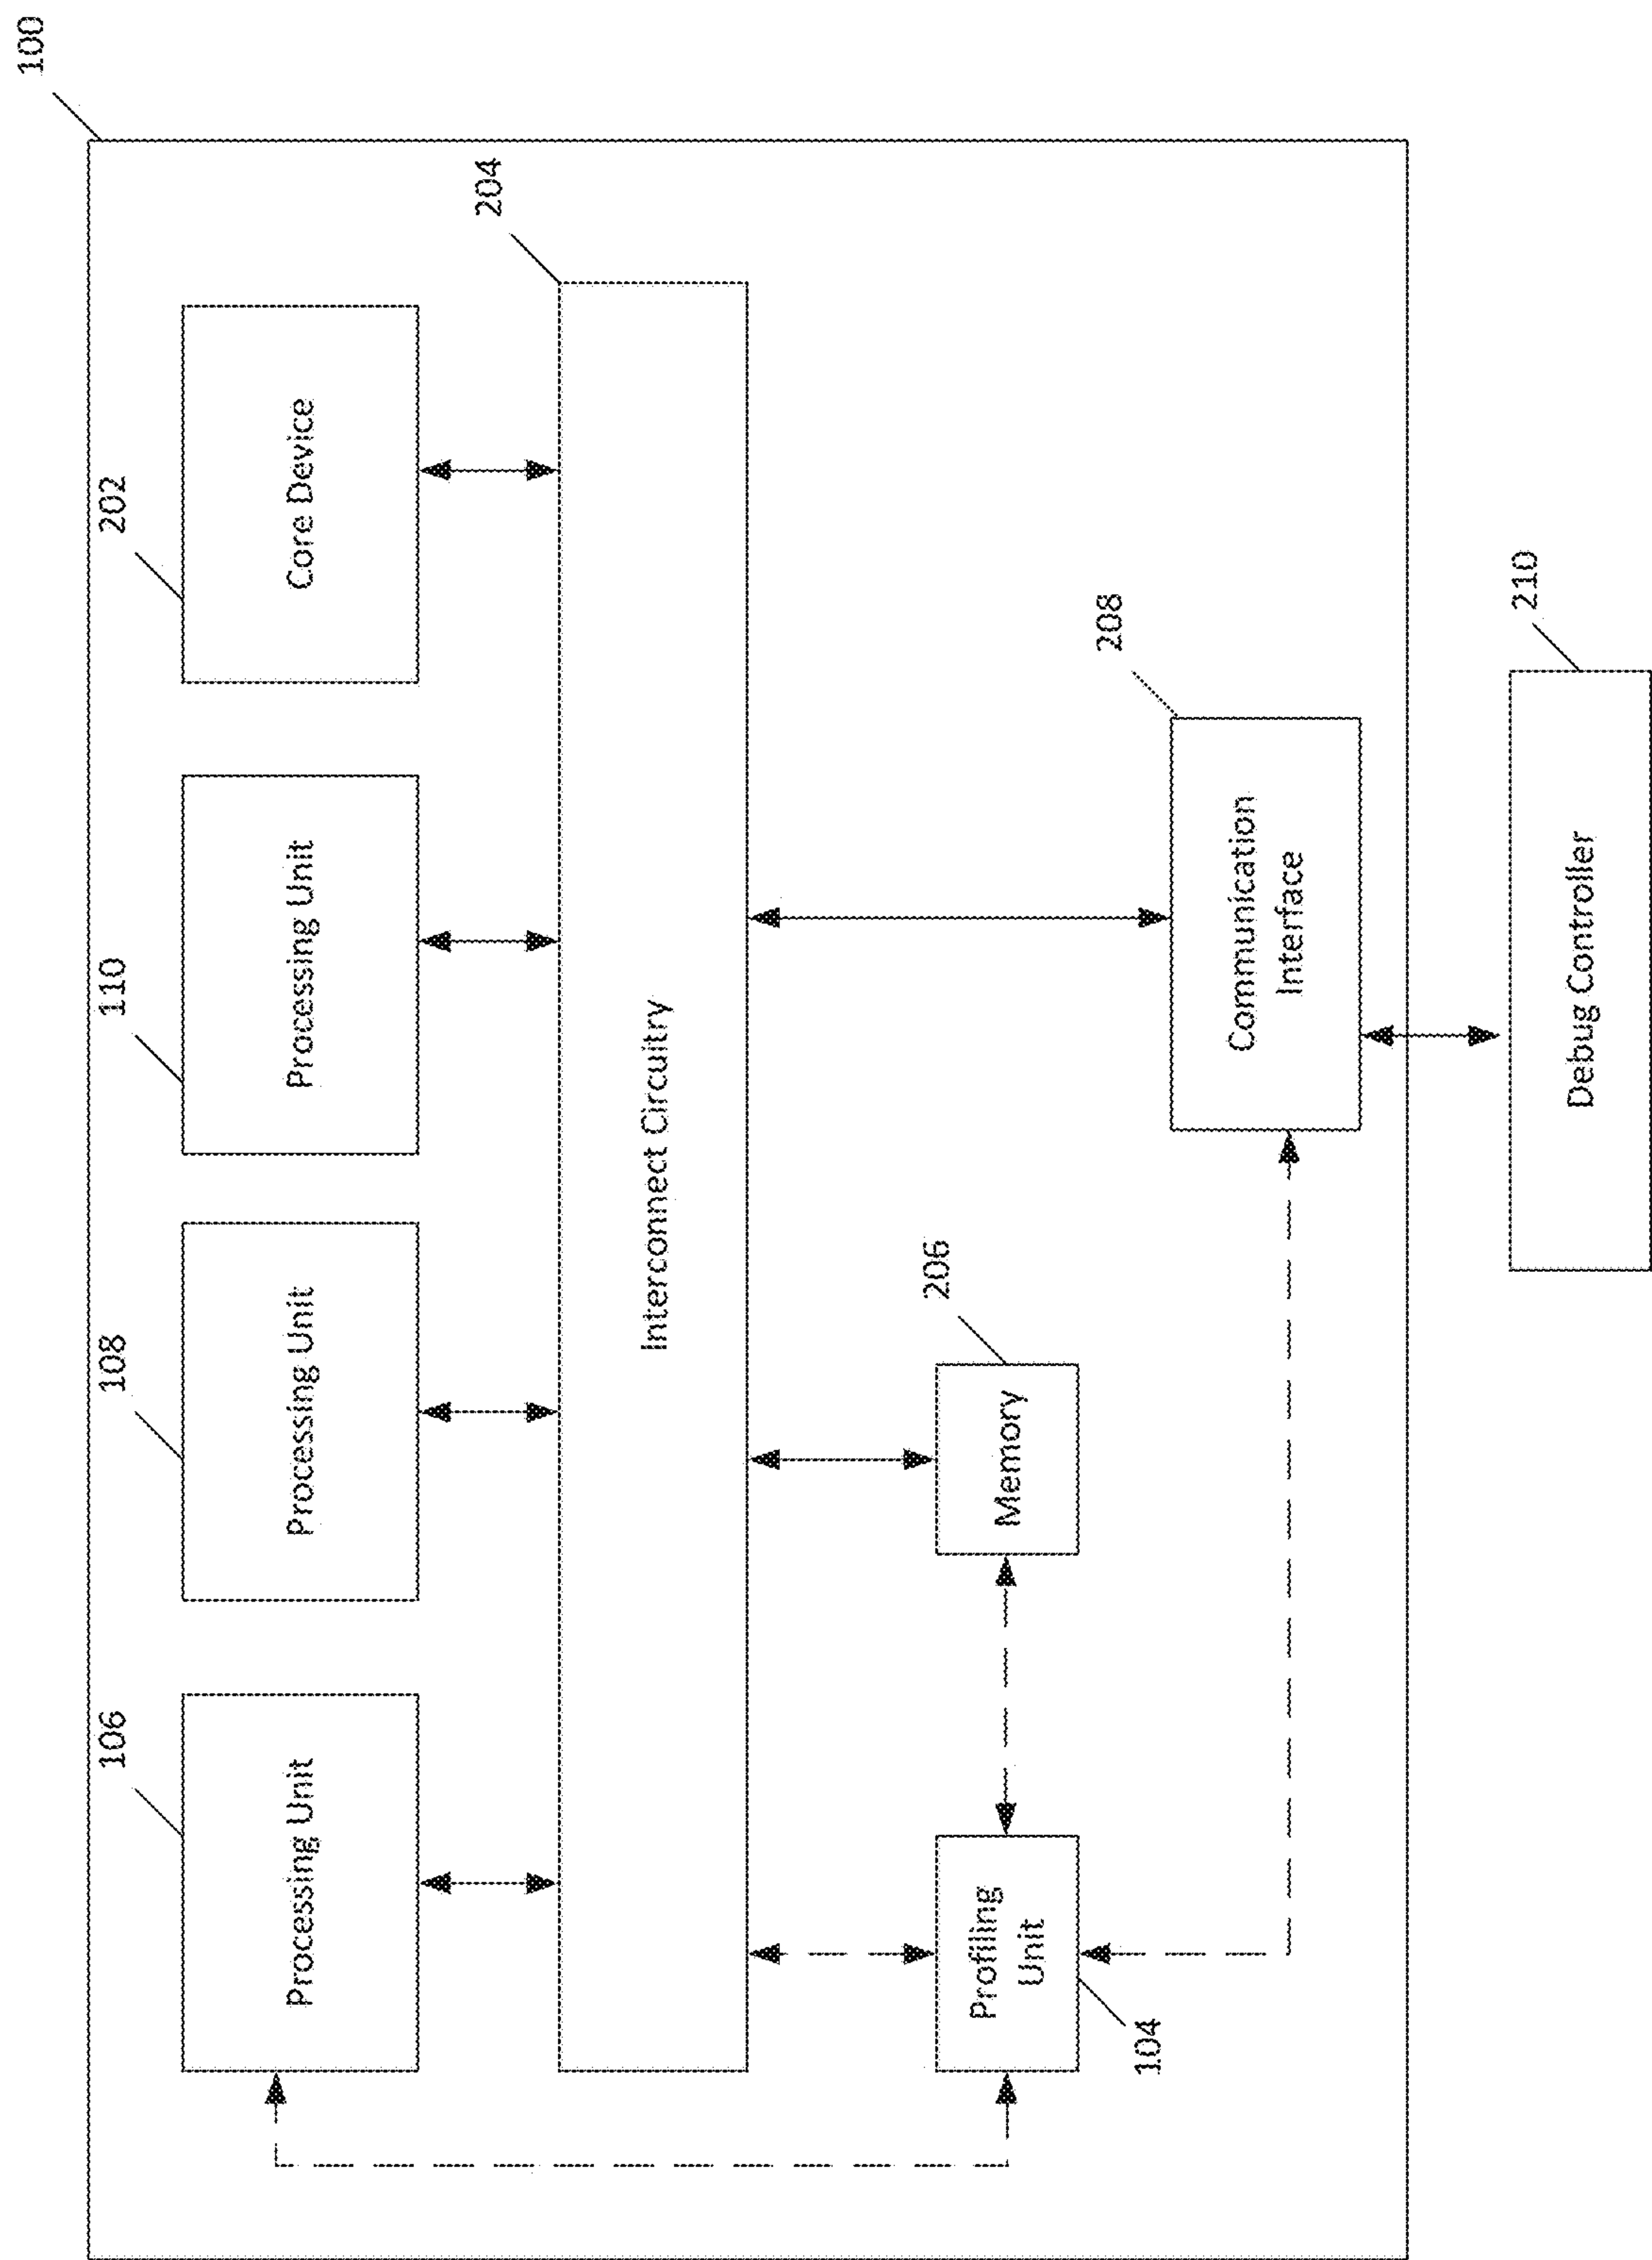 100
106
Processing Unit
108
Processing Unit
110
Processing Unit
202
Core Device
204
Interconnect Circuitry
Profiling
Unit
104
206
Memory
208
Communication
Interface
210
Debug Controller